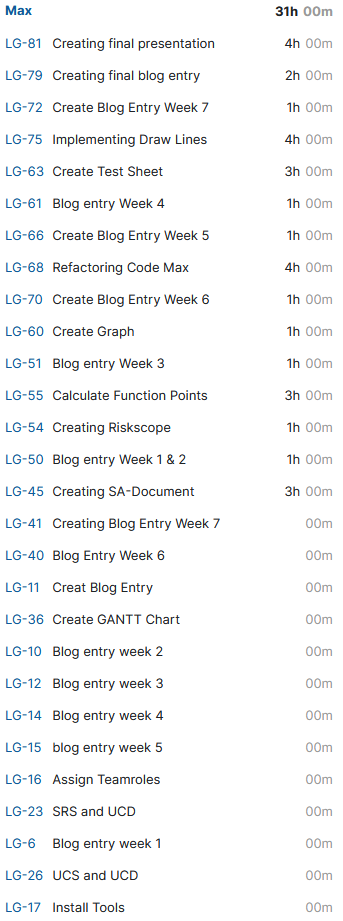 Max 31h 00m
LG-81 Creating final presentation 4h 00m
LG-79 Creating final blog entry 2h 00m
LG-72 Create Blog Entry Week 7 1h 00m
LG-75 Implementing Draw Lines 4h 00m
LG-63 Create Test Sheet 3h 00m
LG-61 Blog entry Week 4 1h 00m
LG-66 Create Blog Entry Week 5 1h 00m
LG-68 Refactoring Code Max 4h 00m
LG-70 Create Blog Entry Week 6 1h 00m
LG-60 Create Graph 1h 00m
LG-51 Blog entry Week 3 1h 00m
LG-55 Calculate Function Points 3h 00m
LG-54 Creating Riskscope 1h 00m
LG-50 Blog entry Week 1 & 2 1h 00m
LG-45 Creating SA-Document 3h 00m
LG-41 Creating Blog Entry Week 7 00m
LG-40 Blog Entry Week 6 00m
LG-11 Creat Blog Entry 00m
LG-36 Create GANTT Chart 00m
LG-10 Blog entry week 2 00m
LG-12 Blog entry week 3 00m
LG-14 Blog entry week 4 00m
LG-15 blog entry week 5 00m
LG-16 Assign Teamroles 00m
LG-23 SRS and UCD 00m
LG-6 Blog entry week 1 00m
LG-26 UCS and UCD 00m
LG-17 Install Tools 00m